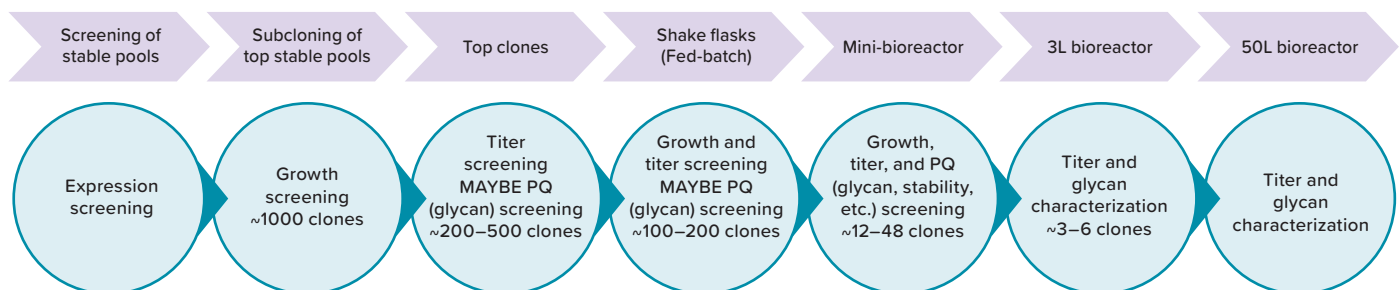 Screening of
stable pools
Subcloning of
top stable pools
Top clones
Shake flasks
(Fed-batch)
Mini-bioreactor
3L bioreactor
50L bioreactor
Expression
screening
Growth
screening
~1000 clones
Titer
screening
MAYBE PQ
(glycan) screening
~200–500 clones
Growth and
titer screening
MAYBE PQ
(glycan) screening
~100–200 clones
Growth,
titer, and PQ
(glycan, stability,
etc.) screening
~12–48 clones
Titer and
glycan
characterization
~3–6 clones
Titer and
glycan
characterization